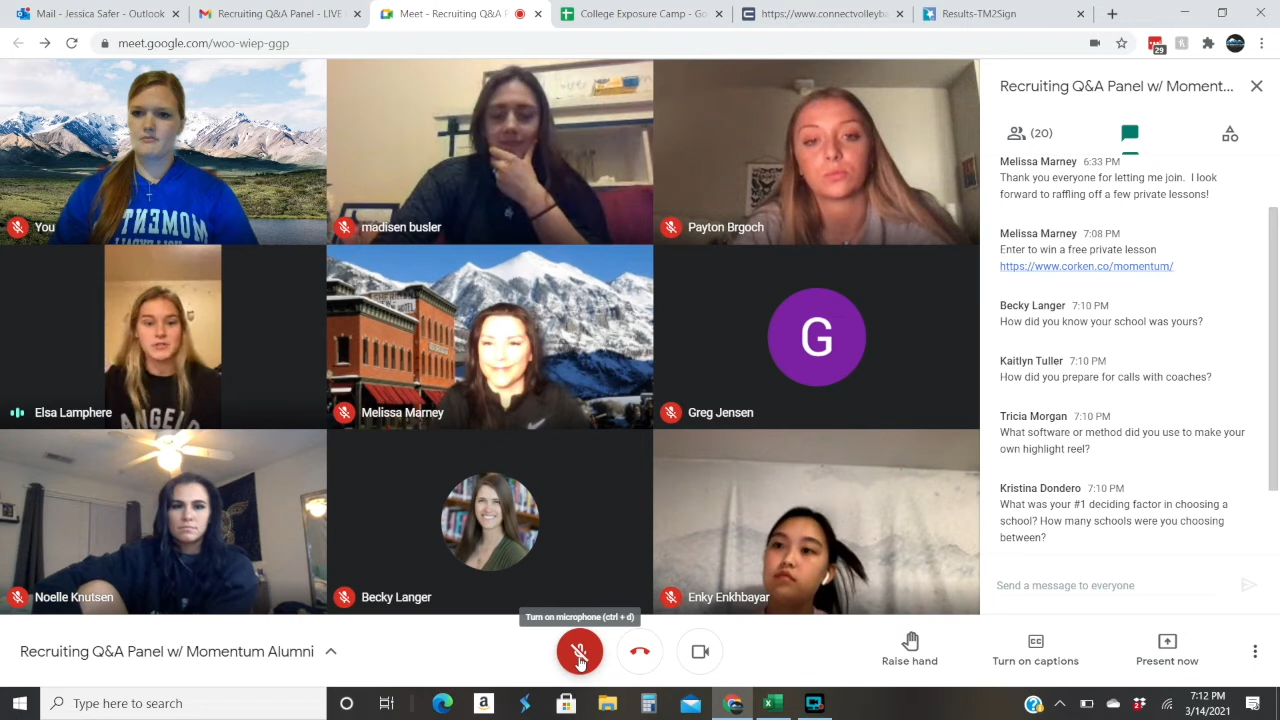 Recruiting Q&A Session - LIVE
Meet - Recruiting Q&
College Exposure Camp - Go
https://www.connectvolleyb
Results-TM2
meet.google.com/woo-wiep-ggp
29
You
madisen busler
Payton Brgoch
Elsa Lamphere
Melissa Marney
G
Greg Jensen
Noelle Knutsen
Becky Langer
Enky Enkhbayar
MOMENT
ANGELO
Recruiting Q&A Panel w/ Moment...
(20)
Melissa Marney 6:33 PM
Thank you everyone for letting me join. I look
forward to raffling off a few private lessons!
Melissa Marney 7:08 PM
Enter to win a free private lesson
https://www.corken.co/momentum/
Becky Langer 7:10 PM
How did you know your school was yours?
Kaitlyn Tuller 7:10 PM
How did you prepare for calls with coaches?
Tricia Morgan 7:10 PM
What software or method did you use to make your
own highlight reel?
Kristina Dondero 7:10 PM
What was your #1 deciding factor in choosing a
school? How many schools were you choosing
between?
Send a message to everyone
Turn on microphone (ctrl + d)
Recruiting Q&A Panel w/ Momentum Alumni
Raise hand
CC
Turn on captions
Present now
Type here to search
7:12 PM
3/14/2021